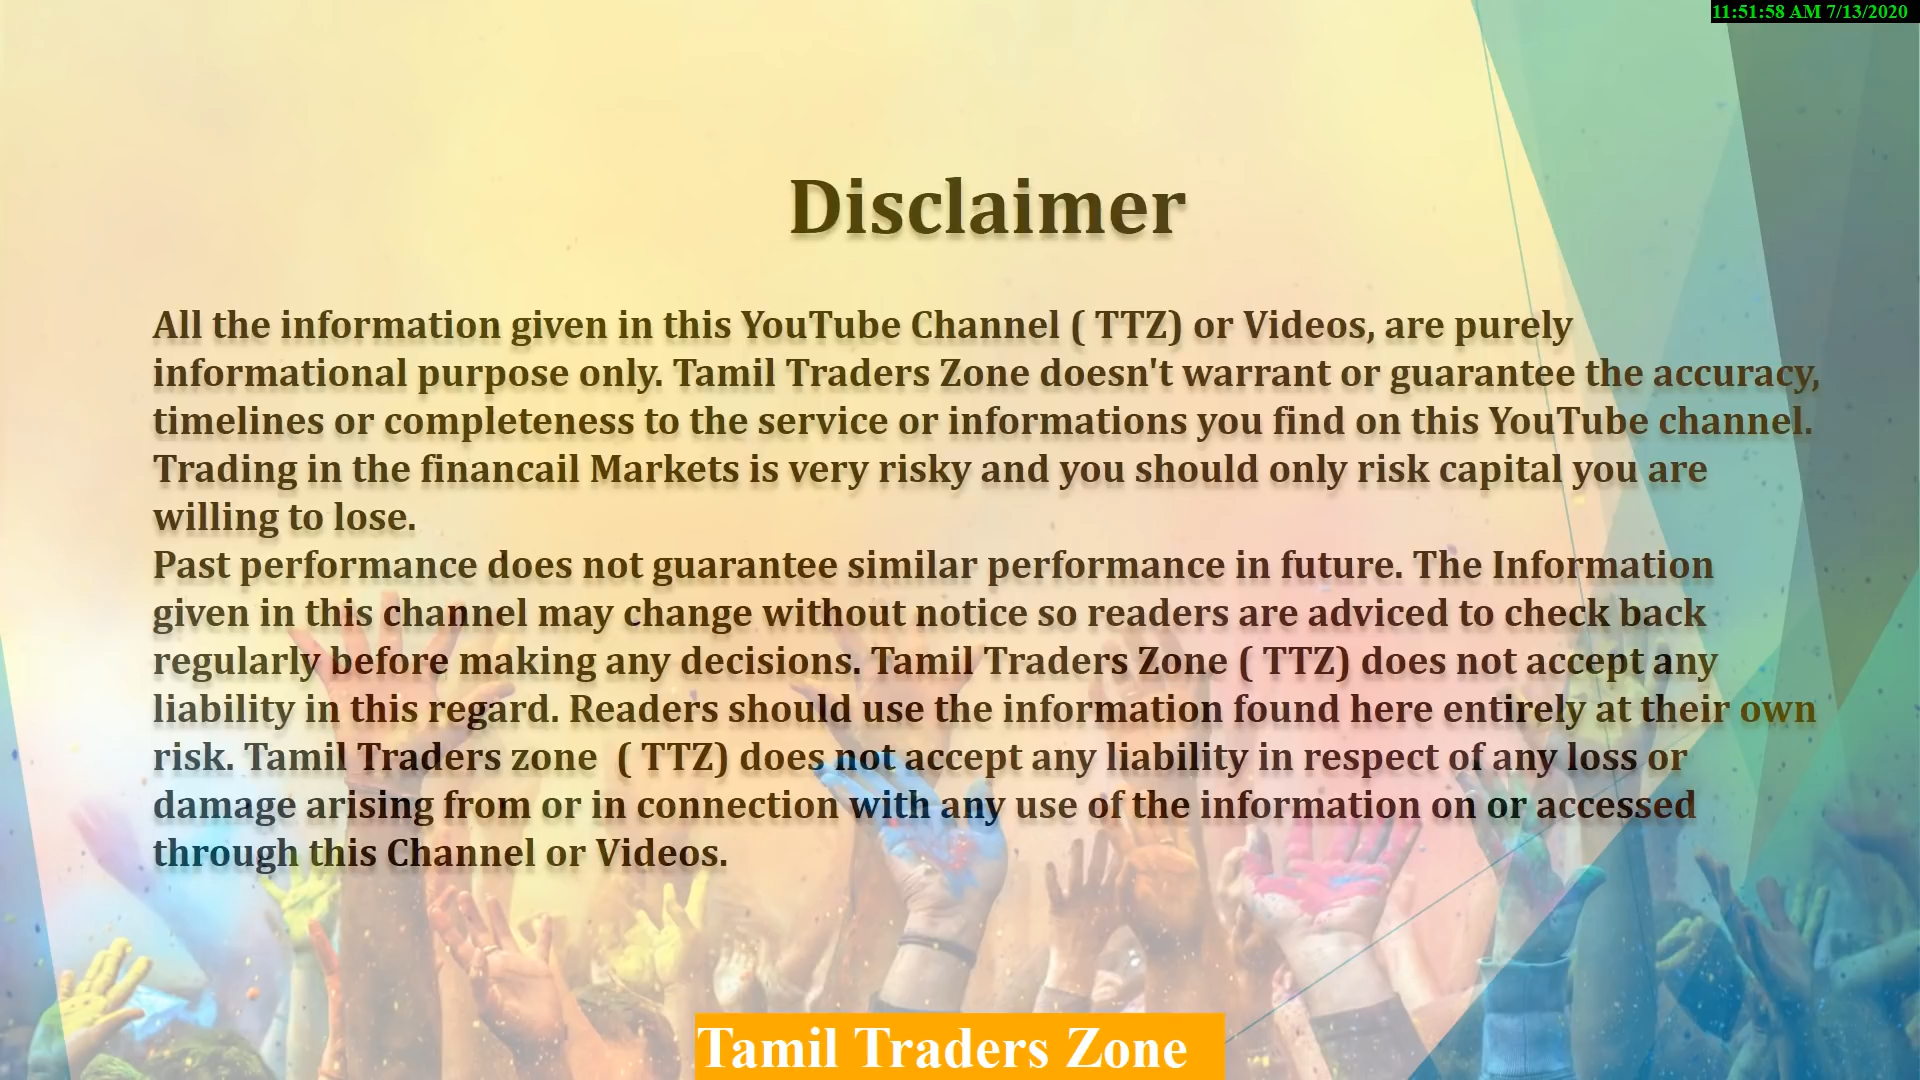 11:51:58 AM 7/13/2020
Disclaimer
All the information given in this YouTube Channel ( TTZ) or Videos, are purely
informational purpose only. Tamil Traders Zone doesn't warrant or guarantee the accuracy,
timelines or completeness to the service or informations you find on this YouTube channel.
Trading in the financail Markets is very risky and you should only risk capital you are
willing to lose.
Past performance does not guarantee similar performance in future. The Information
given in this channel may change without notice so readers are adviced to check back
regularly before making any decisions. Tamil Traders Zone ( TTZ) does not accept any
liability in this regard. Readers should use the information found here entirely at their own
risk. Tamil Traders zone  ( TTZ) does not accept any liability in respect of any loss or
damage arising from or in connection with any use of the information on or accessed
through this Channel or Videos.
Tamil Traders Zone